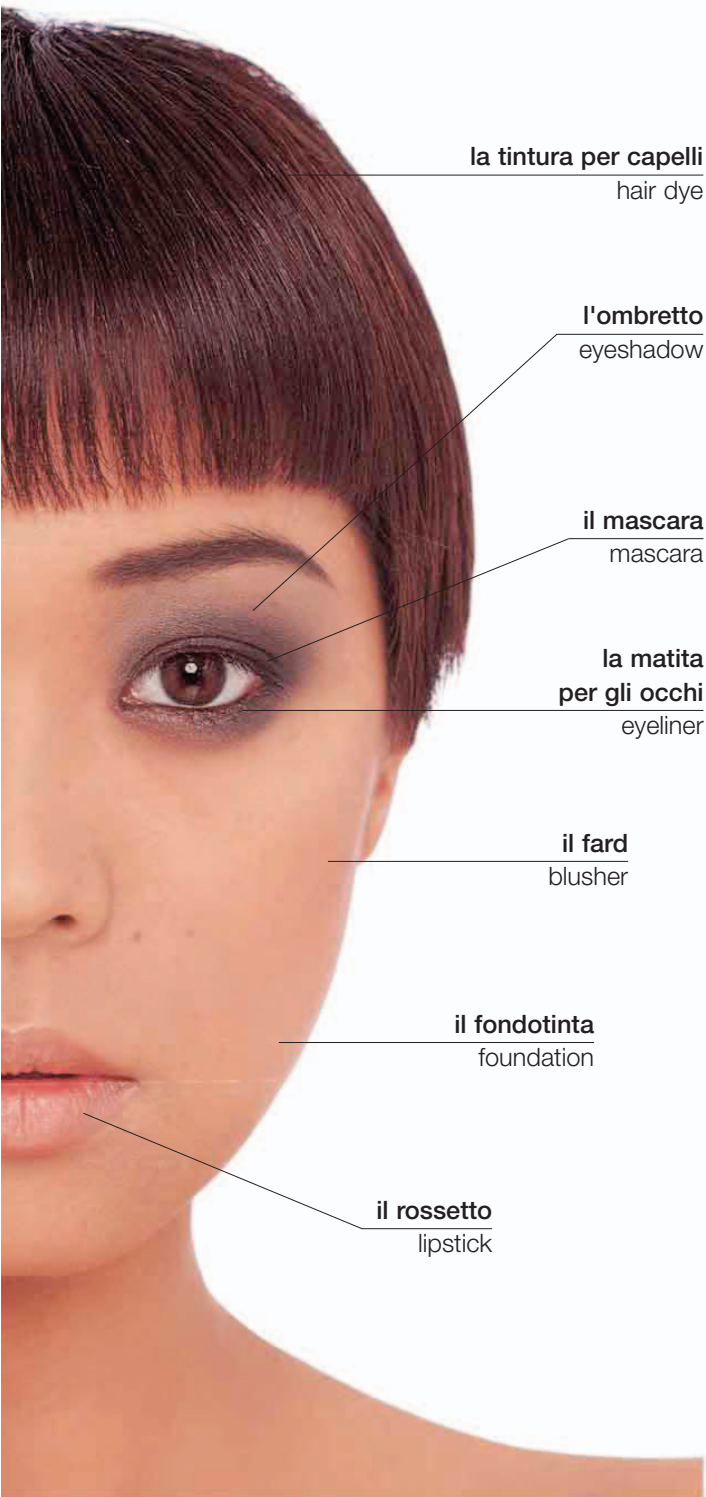 la tintura per capelli
hair dye
l'ombretto
eyeshadow
il mascara
mascara
la matita
per gli occhi
eyeliner
il fard
blusher
il fondotinta
foundation
il rossetto
lipstick